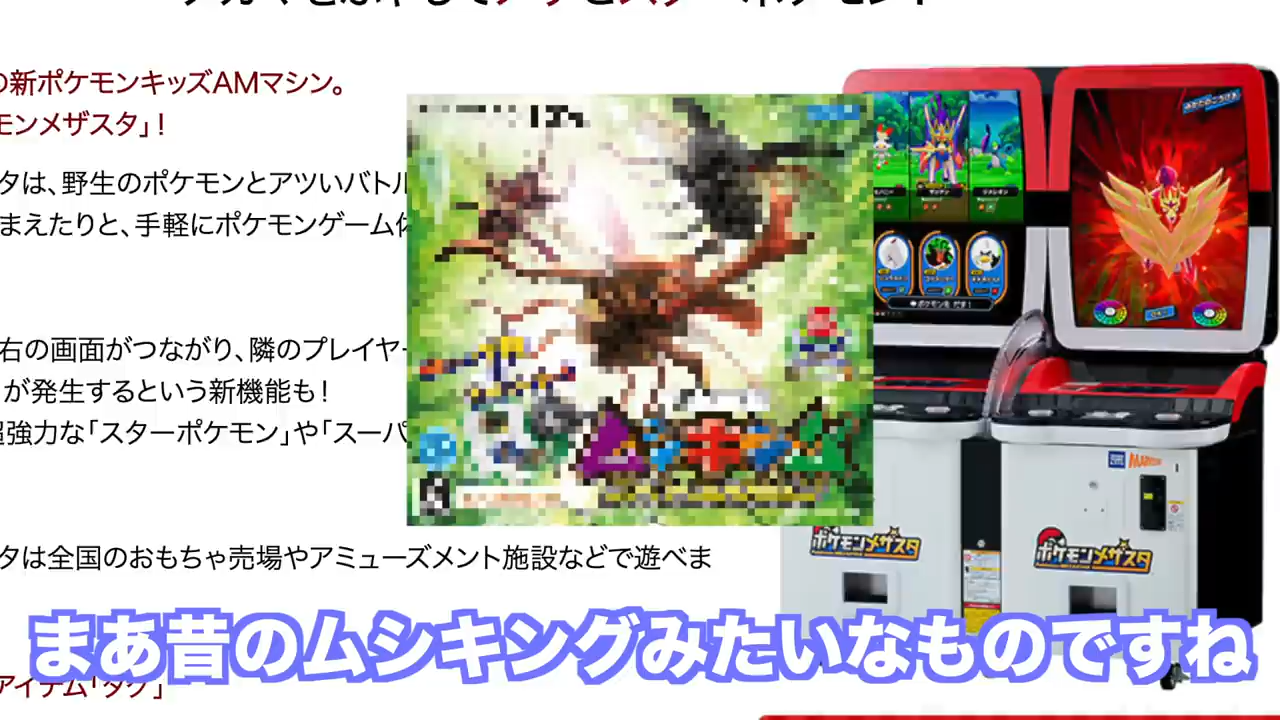 の新ポケモンキッズAMマシン。
モンメザスタ」！
タは、野生のポケモンとアツいバトル
まえたりと、手軽にポケモンゲーム体
右の画面がつながり、隣のプレイヤー
が発生するという新機能も！
超強力な「スターポケモン」や「スーパ
ムシキング
タは全国のおもちゃ売場やアミューズメント施設などで遊べま
ポケモンメザスタ
ポケモンメザスタ
まあ昔のムシキングみたいなものですね
アイテム「タグ」